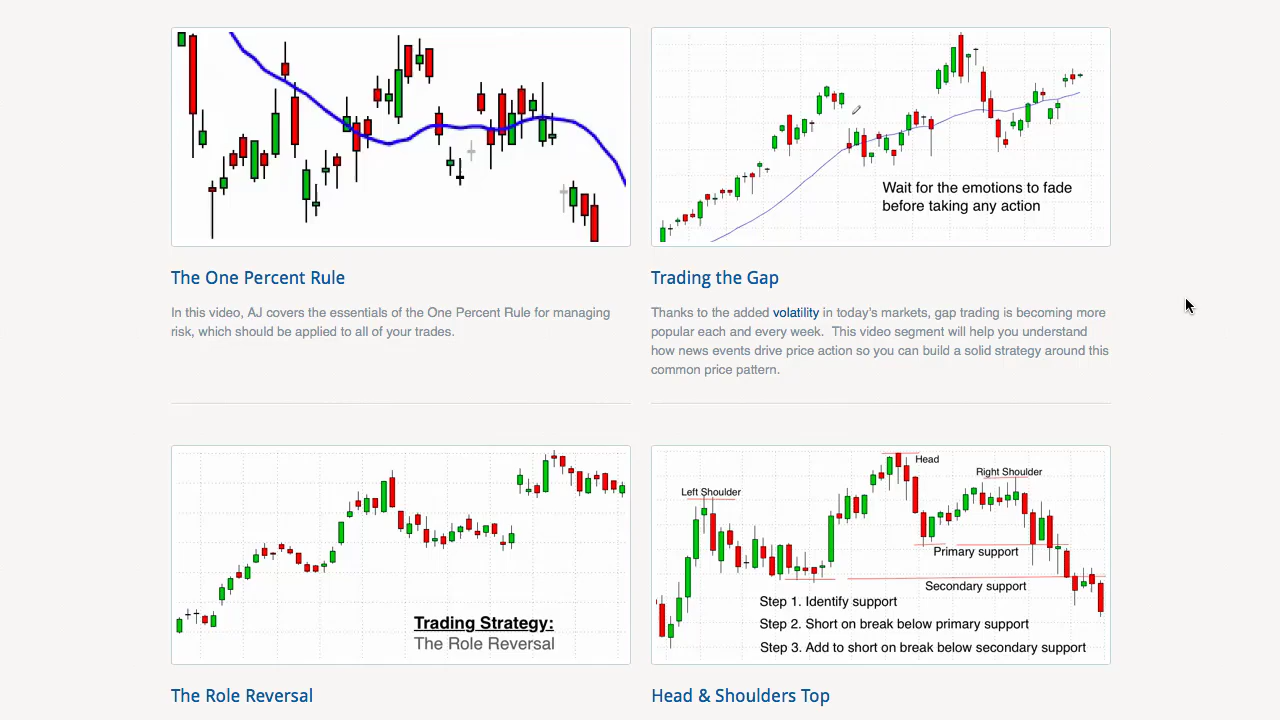 Wait for the emotions to fade
before taking any action
The One Percent Rule
In this video, AJ covers the essentials of the One Percent Rule for managing
risk, which should be applied to all of your trades.
Trading the Gap
Thanks to the added volatility in today's markets, gap trading is becoming more
popular each and every week.  This video segment will help you understand
how news events drive price action so you can build a solid strategy around this
common price pattern.
Trading Strategy:
The Role Reversal
The Role Reversal
Head
Right Shoulder
Left Shoulder
Primary support
Secondary support
Step 1. Identify support
Step 2. Short on break below primary support
Step 3. Add to short on break below secondary support
Head & Shoulders Top